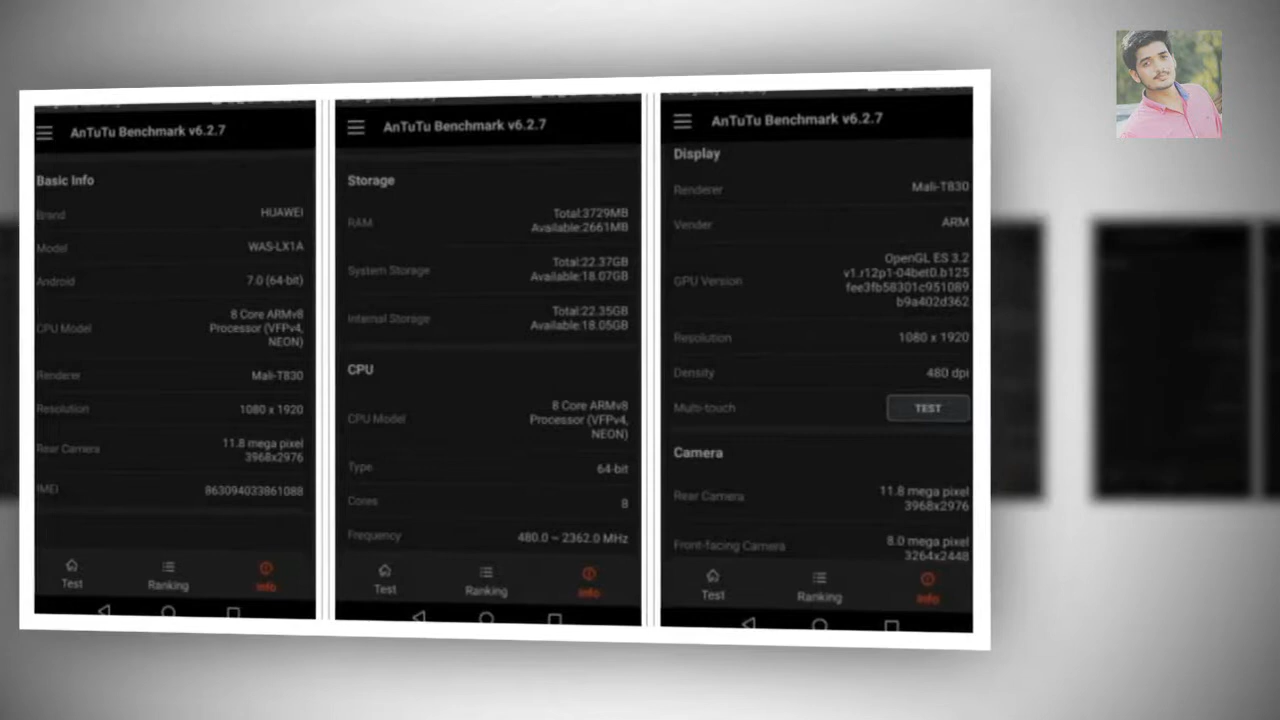 AnTuTu Benchmark v6.2.7
Basic Info
Brand HUAWEI
Model WAS-LX1A
Android 7.0 (64-bit)
8 Core ARMv8
CPU Model Processor (VFPv4,
NEON)
Renderer Mali-T830
Resolution 1080 x 1920
Rear Camera 11.8 mega pixel
3968x2976
IMEI 863094033861088
Test Ranking Info
AnTuTu Benchmark v6.2.7
Storage
RAM Total:3729MB
Available:2661MB
System Storage Total:22.37GB
Available:18.07GB
Internal Storage Total:22.35GB
Available:18.05GB
CPU
8 Core ARMv8
CPU Model Processor (VFPv4,
NEON)
Type 64-bit
Cores 8
Frequency 480.0 ~ 2362.0 MHz
Test Ranking Info
AnTuTu Benchmark v6.2.7
Display
Renderer Mali-T830
Vender ARM
OpenGL ES 3.2
GPU Version v1.r12p1-04bet0.b125
fee3fb58301c951089
b9a402d362
Resolution 1080 x 1920
Density 480 dpi
Multi-touch TEST
Camera
Rear Camera 11.8 mega pixel
3968x2976
Front-facing Camera 8.0 mega pixel
3264x2448
Test Ranking Info